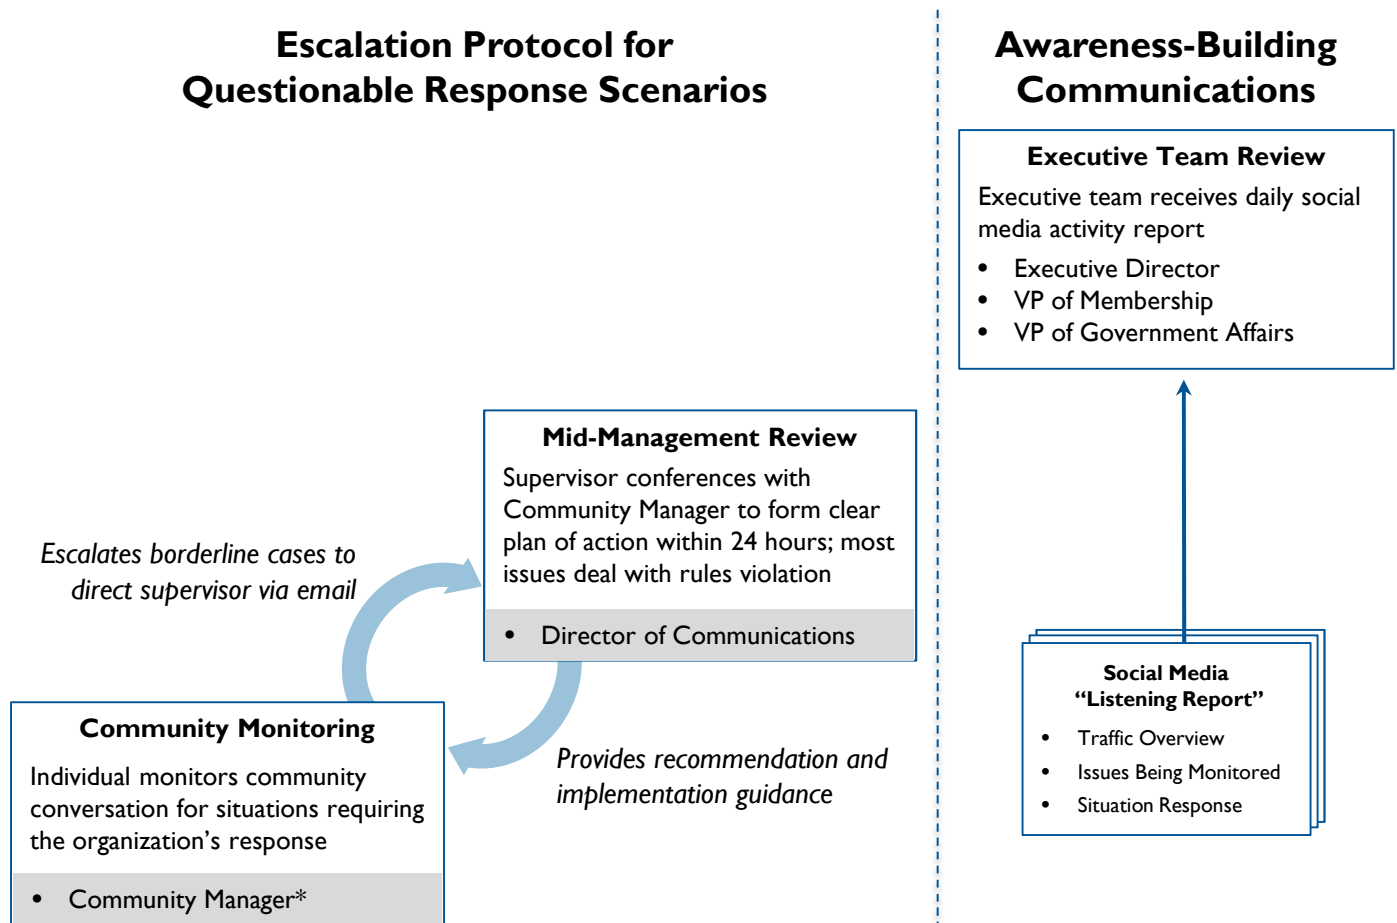 Escalation Protocol for
Questionable Response Scenarios
Mid-Management Review
Supervisor conferences with
Community Manager to form clear
plan of action within 24 hours; most
issues deal with rules violation
• Director of Communications
Escalates borderline cases to
direct supervisor via email
Community Monitoring
Individual monitors community
conversation for situations requiring
the organization’s response
• Community Manager*
Provides recommendation and
implementation guidance
Awareness-Building
Communications
Executive Team Review
Executive team receives daily social
media activity report
• Executive Director
• VP of Membership
• VP of Government Affairs
Social Media
“Listening Report”
• Traffic Overview
• Issues Being Monitored
• Situation Response